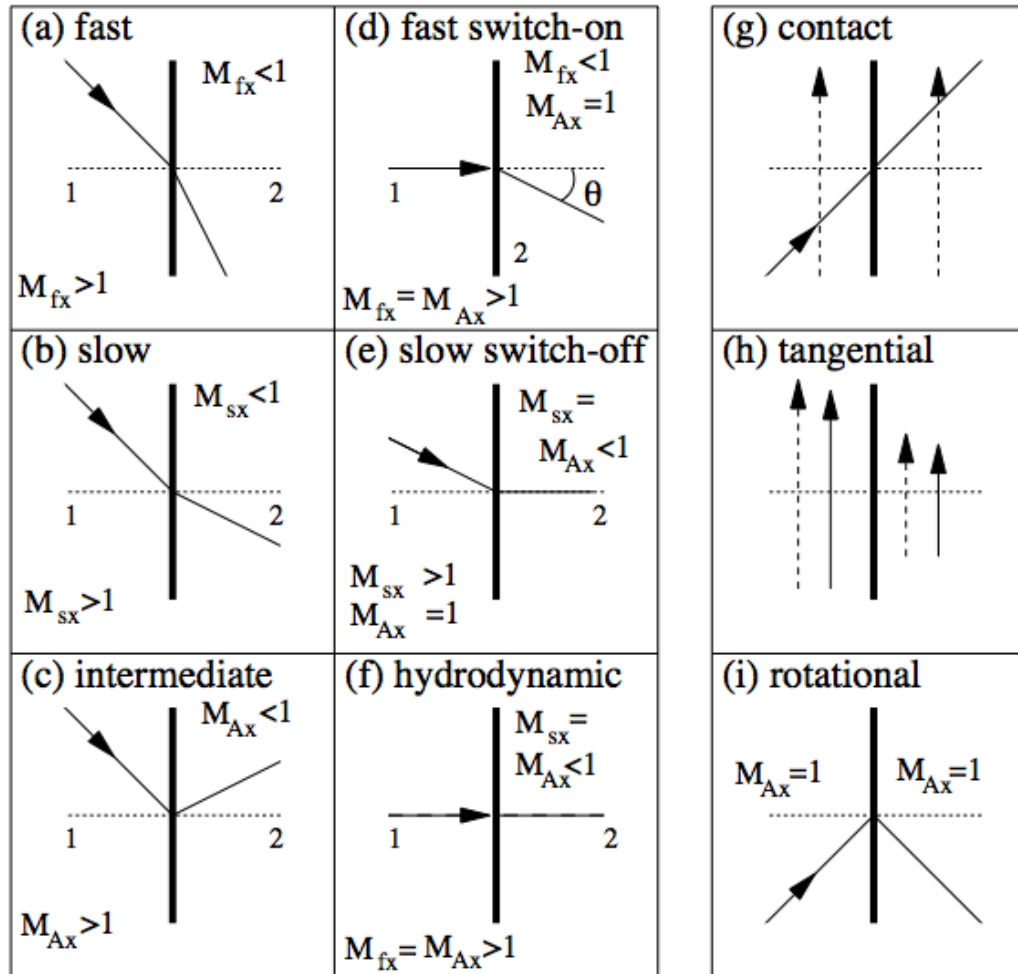 (a) fast
M_fx<1
1 2
M_fx>1
(d) fast switch-on
M_fx<1
M_Ax=1
1 θ
2
M_fx= M_Ax>1
(g) contact
(b) slow
M_sx<1
1 2
M_sx>1
(e) slow switch-off
M_sx=
M_Ax<1
1 2
M_sx >1
M_Ax =1
(h) tangential
(c) intermediate
M_Ax<1
1 2
M_Ax>1
(f) hydrodynamic
M_sx=
M_Ax<1
1 2
M_fx= M_Ax>1
(i) rotational
M_Ax=1 M_Ax=1